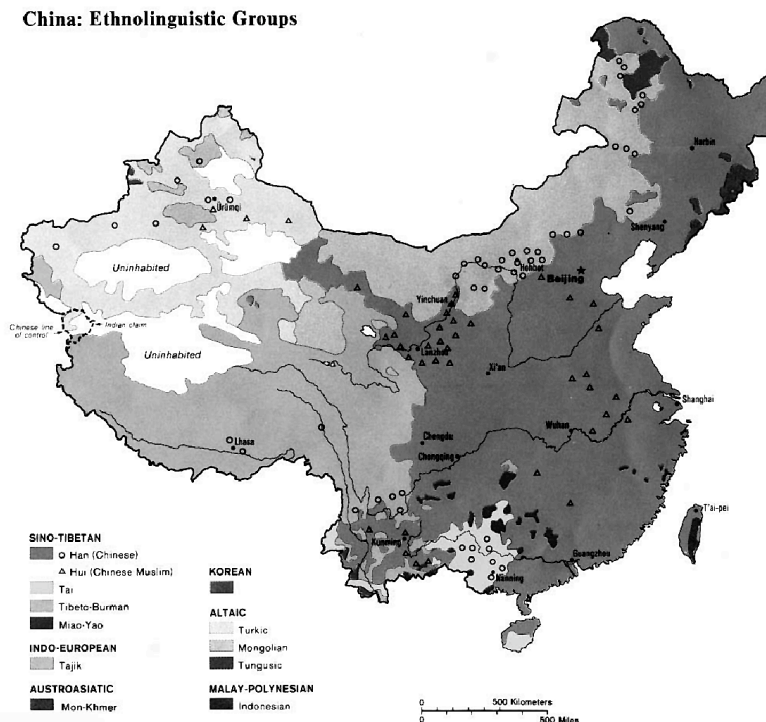 China: Ethnolinguistic Groups
Harbin
Shenyang
Ürümqi
Hohhot
Beijing
Uninhabited
Yinchuan
Chinese line
of control
Indian claim
Uninhabited
Lanzhou
Xi'an
Shanghai
Lhasa
Chengdu
Wuhan
Chongqing
T'ai-pei
Kunming
Guangzhou
Nanning
SINO-TIBETAN
Han (Chinese)
Hui (Chinese Muslim)
Tai
Tibeto-Burman
Miao-Yao
INDO-EUROPEAN
Tajik
AUSTROASIATIC
Mon-Khmer
KOREAN
ALTAIC
Turkic
Mongolian
Tungusic
MALAY-POLYNESIAN
Indonesian
0 500 Kilometers
0 500 Miles